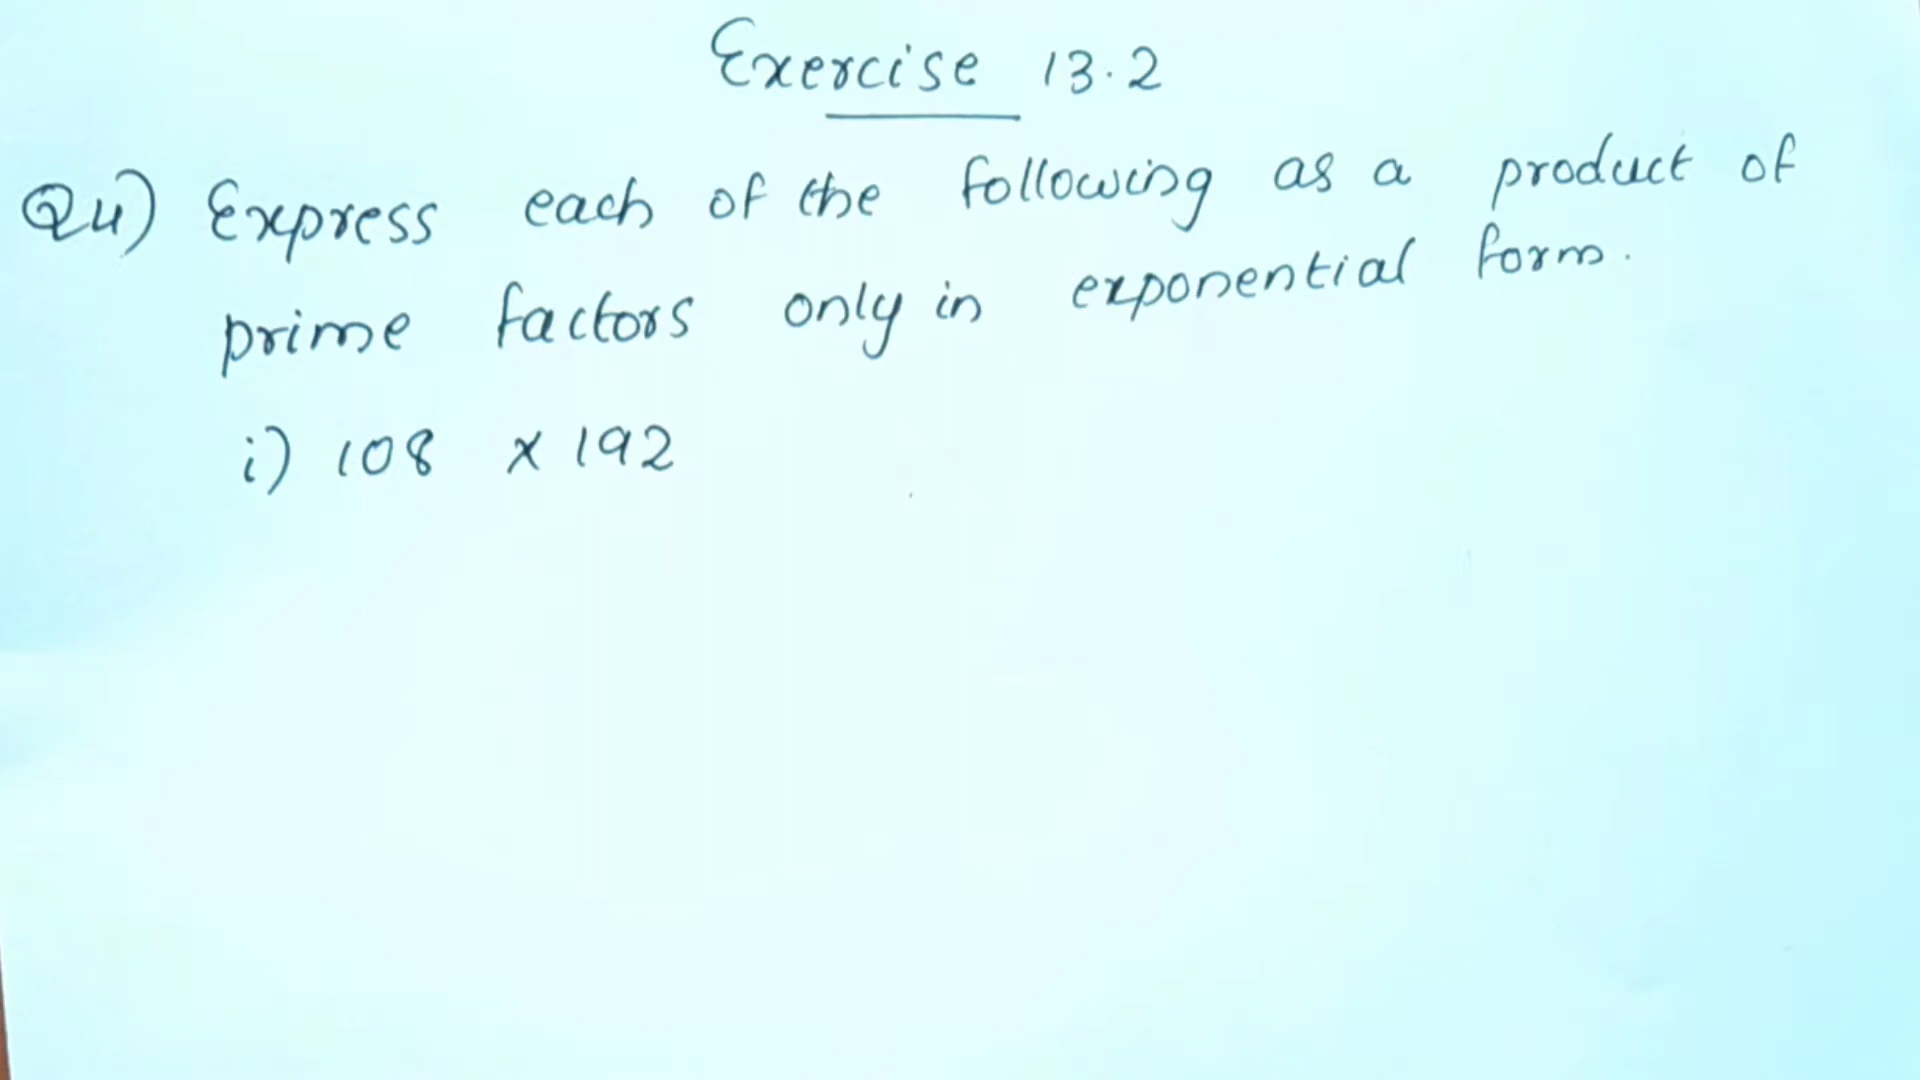 Exercise 13.2
Q4) Express each of the following as a product of
prime factors only in exponential form.
i) 108 x 192